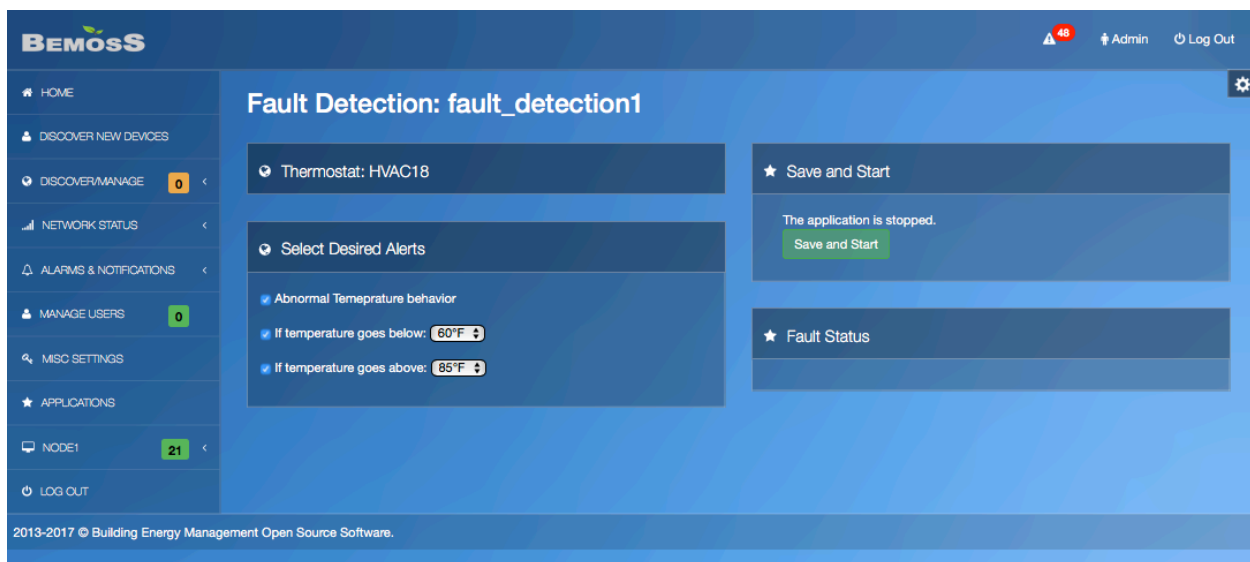 BEMOSS
48
Admin
Log Out
HOME
DISCOVER NEW DEVICES
DISCOVER/MANAGE 0
NETWORK STATUS
ALARMS & NOTIFICATIONS
MANAGE USERS 0
MISC SETTINGS
APPLICATIONS
NODE1 21
LOG OUT
Fault Detection: fault_detection1
Thermostat: HVAC18
Select Desired Alerts
Abnormal Temeprature behavior
If temperature goes below: 60°F
If temperature goes above: 85°F
Save and Start
The application is stopped.
Save and Start
Fault Status
2013-2017 © Building Energy Management Open Source Software.